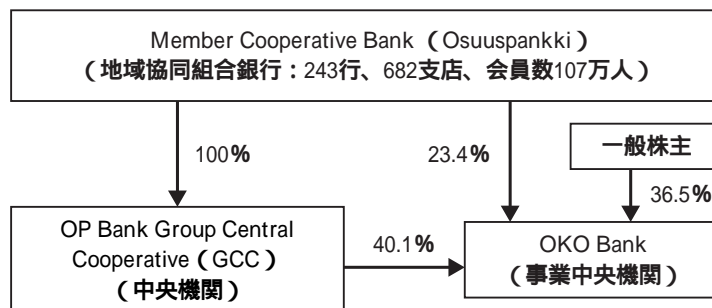 Member Cooperative Bank (Osuuspankki)
(地域協同組合銀行：243行、682支店、会員数107万人)
100%
23.4%
一般株主
36.5%
OP Bank Group Central
Cooperative (GCC)
(中央機関)
40.1%
OKO Bank
(事業中央機関)